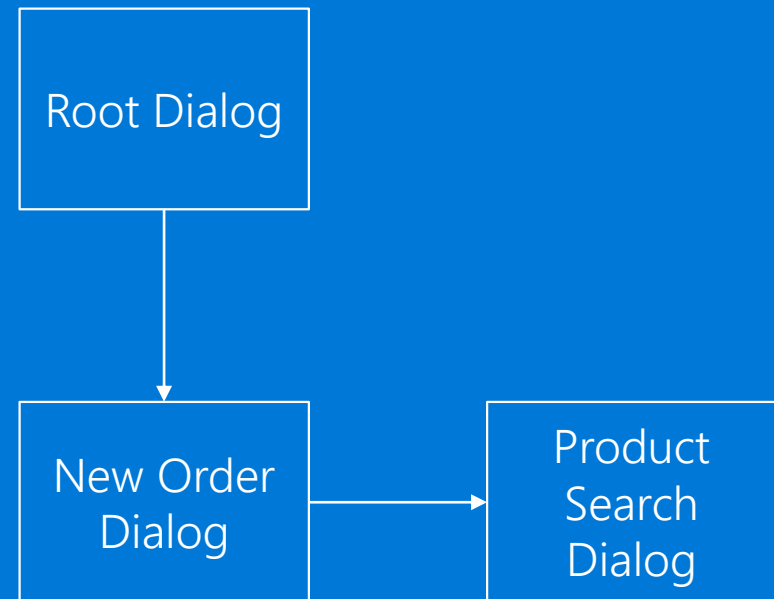 Root Dialog
New Order
Dialog
Product
Search
Dialog